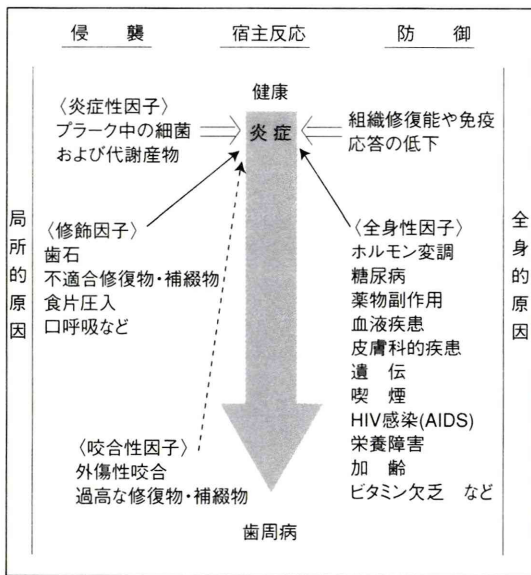 侵　襲
宿主反応
防　御
健康
〈炎症性因子〉
プラーク中の細菌
および代謝産物
炎 症
組織修復能や免疫
応答の低下
局所的原因
〈修飾因子〉
歯石
不適合修復物・補綴物
食片圧入
口呼吸など
〈全身性因子〉
ホルモン変調
糖尿病
薬物副作用
血液疾患
皮膚科的疾患
遺　伝
喫　煙
HIV感染(AIDS)
栄養障害
加　齢
ビタミン欠乏　など
全身的原因
〈咬合性因子〉
外傷性咬合
過高な修復物・補綴物
歯周病